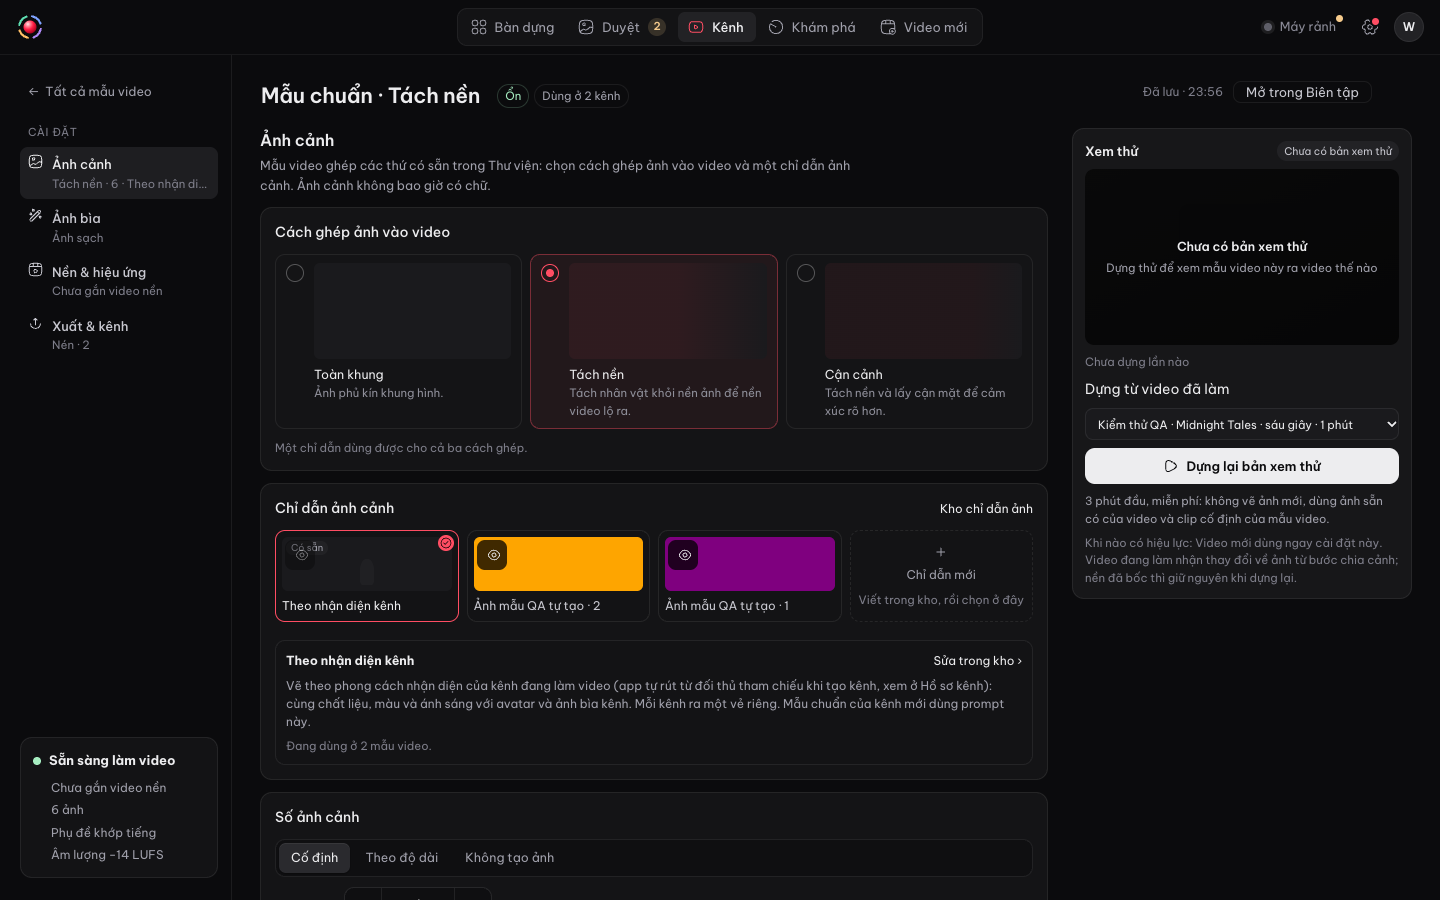 Bàn dựng
Duyệt 2
Kênh
Khám phá
Video mới
Máy rảnh
W
← Tất cả mẫu video
CÀI ĐẶT
Ảnh cảnh
Tách nền · 6 · Theo nhận di...
Ảnh bìa
Ảnh sạch
Nền & hiệu ứng
Chưa gắn video nền
Xuất & kênh
Nén · 2
Sẵn sàng làm video
Chưa gắn video nền
6 ảnh
Phụ đề khớp tiếng
Âm lượng -14 LUFS
Mẫu chuẩn · Tách nền
Ổn
Dùng ở 2 kênh
Đã lưu · 23:56
Mở trong Biên tập
Ảnh cảnh
Mẫu video ghép các thứ có sẵn trong Thư viện: chọn cách ghép ảnh vào video và một chỉ dẫn ảnh
cảnh. Ảnh cảnh không bao giờ có chữ.
Cách ghép ảnh vào video
Toàn khung
Ảnh phủ kín khung hình.
Tách nền
Tách nhân vật khỏi nền ảnh để nền
video lộ ra.
Cận cảnh
Tách nền và lấy cận mặt để cảm
xúc rõ hơn.
Một chỉ dẫn dùng được cho cả ba cách ghép.
Chỉ dẫn ảnh cảnh
Kho chỉ dẫn ảnh
Có sẵn
Theo nhận diện kênh
Ảnh mẫu QA tự tạo · 2
Ảnh mẫu QA tự tạo · 1
+
Chỉ dẫn mới
Viết trong kho, rồi chọn ở đây
Theo nhận diện kênh
Sửa trong kho ›
Vẽ theo phong cách nhận diện của kênh đang làm video (app tự rút từ đối thủ tham chiếu khi tạo kênh, xem ở Hồ sơ kênh):
cùng chất liệu, màu và ánh sáng với avatar và ảnh bìa kênh. Mỗi kênh ra một vẻ riêng. Mẫu chuẩn của kênh mới dùng prompt
này.
Đang dùng ở 2 mẫu video.
Số ảnh cảnh
Cố định
Theo độ dài
Không tạo ảnh
Xem thử
Chưa có bản xem thử
Chưa có bản xem thử
Dựng thử để xem mẫu video này ra video thế nào
Chưa dựng lần nào
Dựng từ video đã làm
Kiểm thử QA · Midnight Tales · sáu giây · 1 phút
Dựng lại bản xem thử
3 phút đầu, miễn phí: không vẽ ảnh mới, dùng ảnh sẵn
có của video và clip cố định của mẫu video.
Khi nào có hiệu lực: Video mới dùng ngay cài đặt này.
Video đang làm nhận thay đổi về ảnh từ bước chia cảnh;
nền đã bốc thì giữ nguyên khi dựng lại.